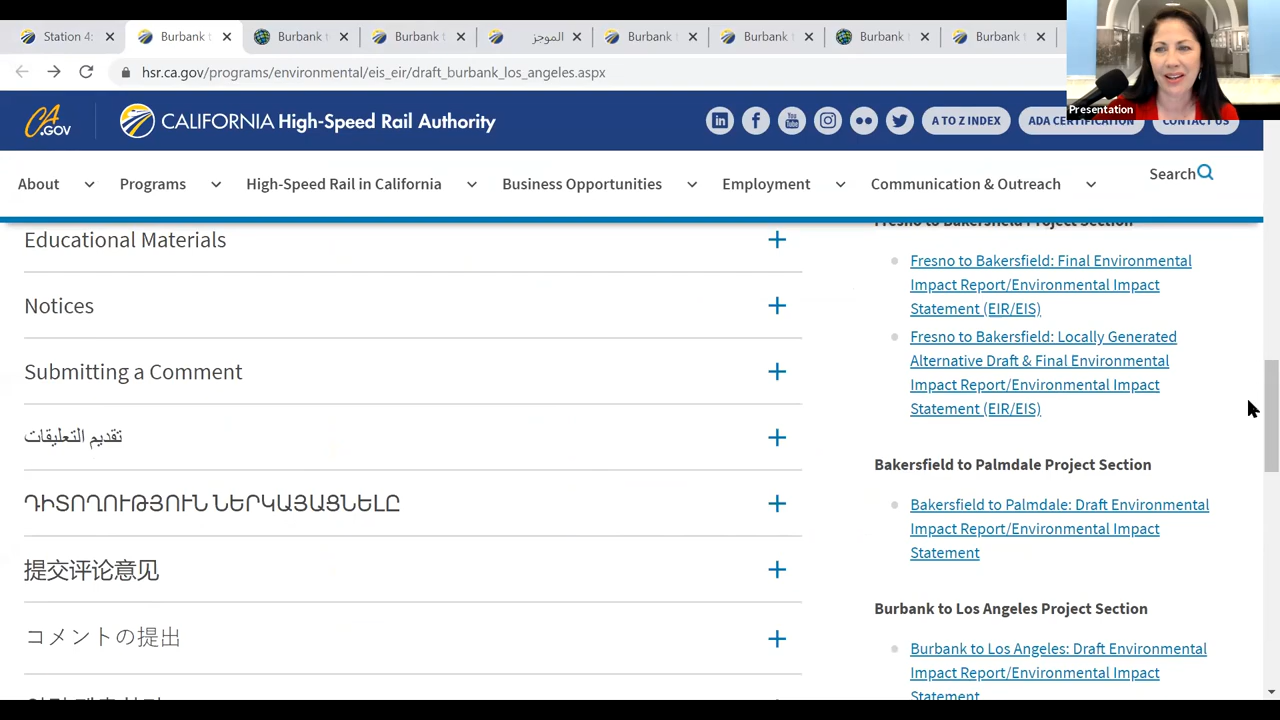 Station 4:
Burbank t
Burbank t
Burbank t
الموجز
Burbank t
Burbank t
Burbank H
Burbank t
hsr.ca.gov/programs/environmental/eis_eir/draft_burbank_los_angeles.aspx
Presentation
CA.GOV
CALIFORNIA High-Speed Rail Authority
A TO Z INDEX
ADA CERTIFICATION
CONTACT US
About
Programs
High-Speed Rail in California
Business Opportunities
Employment
Communication & Outreach
Search
Educational Materials
Notices
Submitting a Comment
تقديم التعليقات
ԴԻՏՈՂՈՒԹՅՈՒՆ ՆԵՐԿԱՅԱՑՆԵԼԸ
提交评论意见
コメントの提出
Fresno to Bakersfield Project Section
Fresno to Bakersfield: Final Environmental
Impact Report/Environmental Impact
Statement (EIR/EIS)
Fresno to Bakersfield: Locally Generated
Alternative Draft & Final Environmental
Impact Report/Environmental Impact
Statement (EIR/EIS)
Bakersfield to Palmdale Project Section
Bakersfield to Palmdale: Draft Environmental
Impact Report/Environmental Impact
Statement
Burbank to Los Angeles Project Section
Burbank to Los Angeles: Draft Environmental
Impact Report/Environmental Impact
Statement